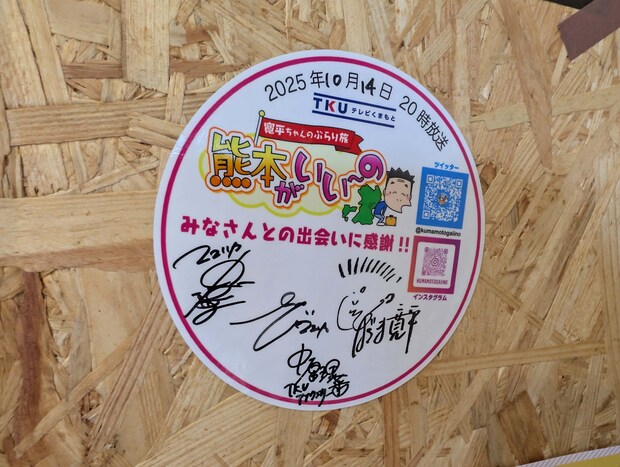 2025年10月14日 20時放送
TKU テレビくまもと
寛平ちゃんのぶらり旅
熊本がいい~の
ツイッター
@kumamotogaiino
みなさんとの出会いに感謝!!
KUMAMOTOGAIINO
インスタグラム
TKU